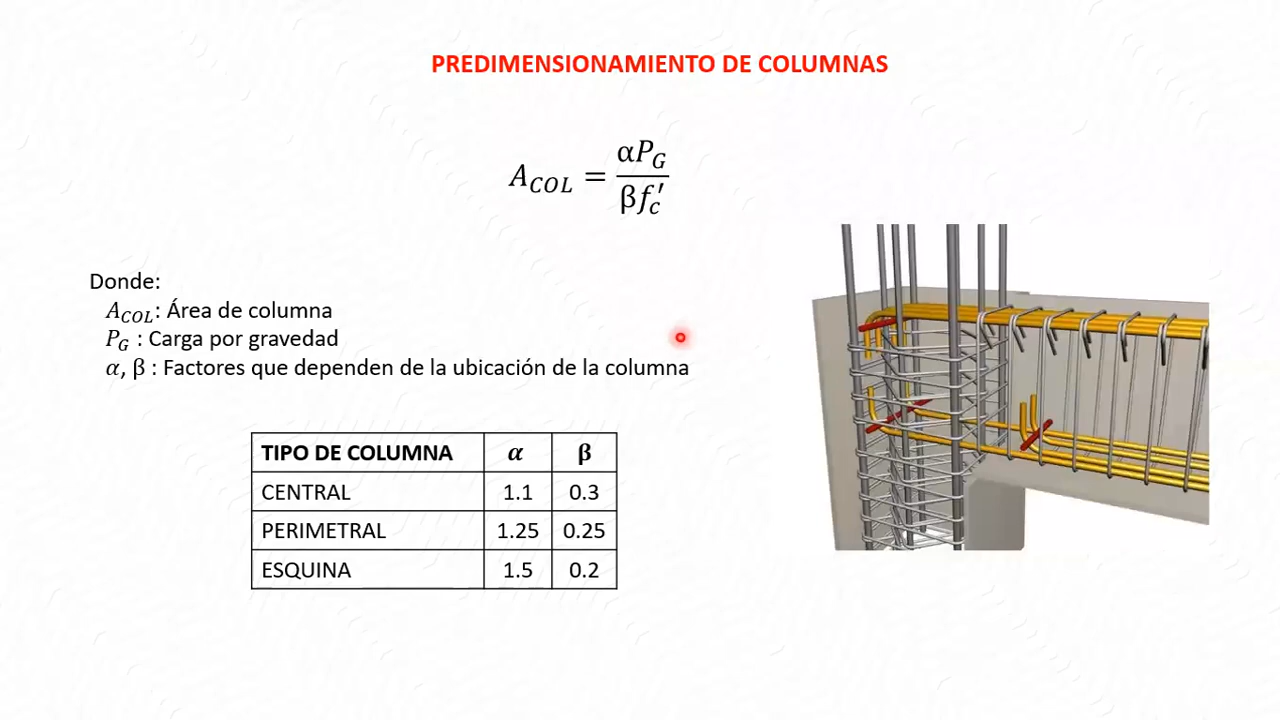 PREDIMENSIONAMIENTO DE COLUMNAS
A_COL = αP_G / βf'_c
Donde:
A_COL: Área de columna
P_G : Carga por gravedad
α, β : Factores que dependen de la ubicación de la columna
TIPO DE COLUMNA α β
CENTRAL 1.1 0.3
PERIMETRAL 1.25 0.25
ESQUINA 1.5 0.2